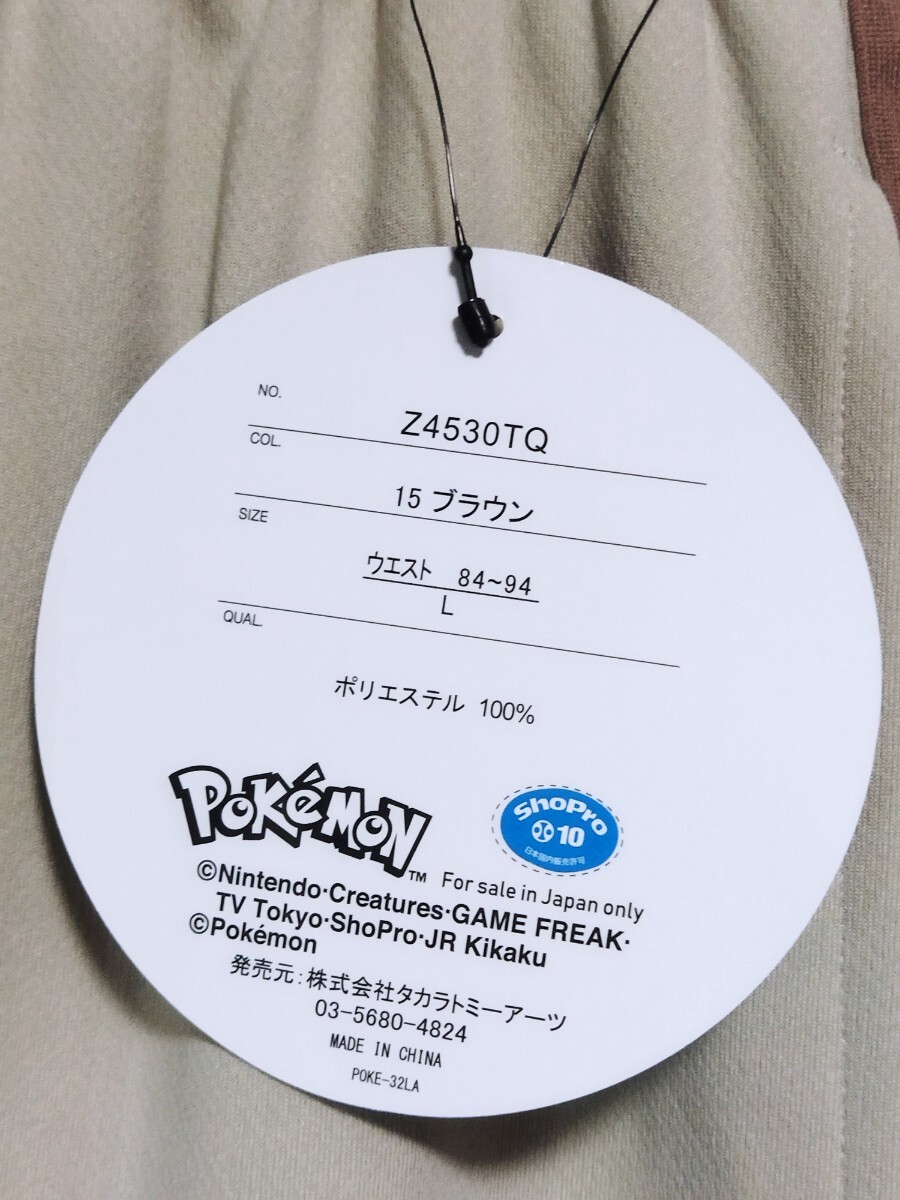 NO.
Z4530TQ
COL.
15 ブラウン
SIZE
ウエスト 84~94
L
QUAL.
ポリエステル 100%
POKéMON™
ShoPro
10
日本国内販売許可
For sale in Japan only
©Nintendo・Creatures・GAME FREAK・
TV Tokyo・ShoPro・JR Kikaku
©Pokémon
発売元:株式会社タカラトミーアーツ
03-5680-4824
MADE IN CHINA
POKE-32LA